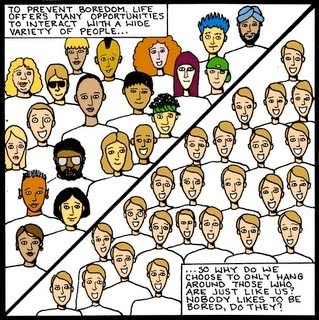 TO PREVENT BOREDOM, LIFE
OFFERS MANY OPPORTUNITIES
TO INTERACT WITH A WIDE
VARIETY OF PEOPLE...
...SO WHY DO WE
CHOOSE TO ONLY HANG
AROUND THOSE WHO
ARE JUST LIKE US?
NOBODY LIKES TO BE
BORED, DO THEY?